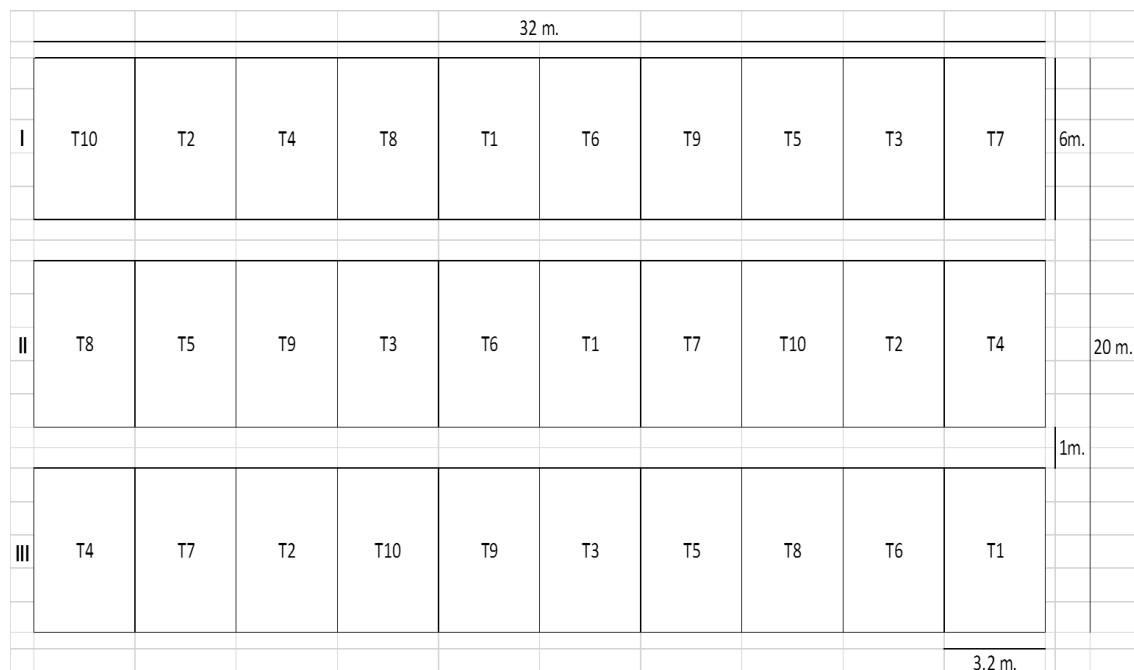 32 m.
I T10 T2 T4 T8 T1 T6 T9 T5 T3 T7 6m.
II T8 T5 T9 T3 T6 T1 T7 T10 T2 T4 20 m.
1m.
III T4 T7 T2 T10 T9 T3 T5 T8 T6 T1
3.2 m.